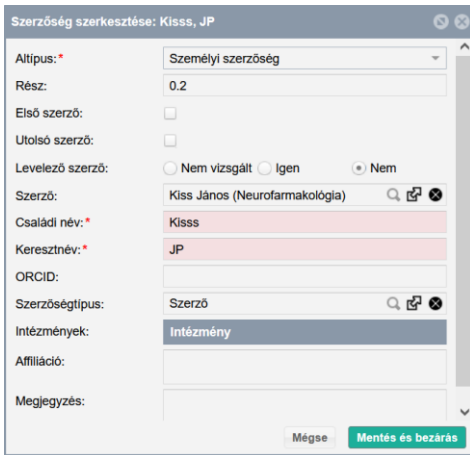 Szerzőség szerkesztése: Kisss, JP
Altípus:* Személyi szerzőség
Rész: 0.2
Első szerző:
Utolsó szerző:
Levelező szerző: Nem vizsgált Igen Nem
Szerző: Kiss János (Neurofarmakológia)
Családi név:* Kisss
Keresztnév:* JP
ORCID:
Szerzőségtípus: Szerző
Intézmények: Intézmény
Affiliáció:
Megjegyzés:
Mégse Mentés és bezárás